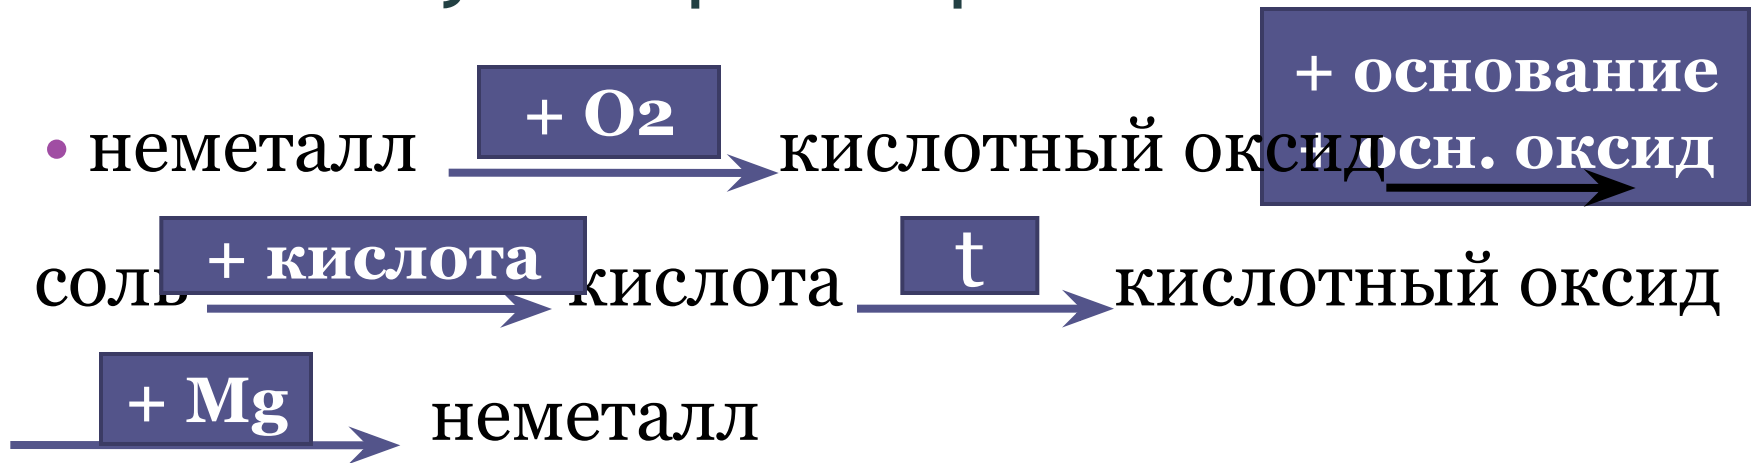 + основание
• неметалл + O2 кислотный оксид + осн. оксид
соль + кислота кислота t кислотный оксид
+ Mg неметалл